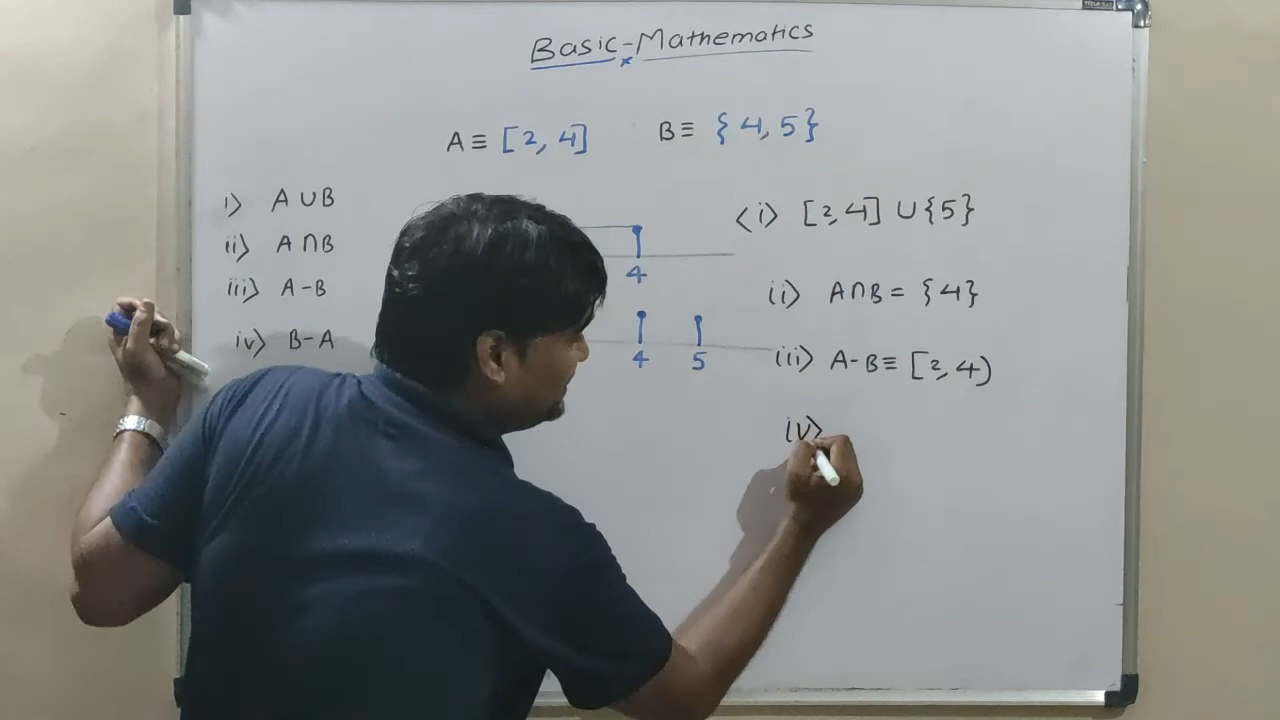 Basic-Mathematics
A ≡ [2, 4] B ≡ {4, 5}
i) A ∪ B
ii) A ∩ B
iii) A - B
iv) B - A
4
4 5
(i) [2, 4] ∪ {5}
(ii) A ∩ B = {4}
(iii) A - B ≡ [2, 4)
(iv)